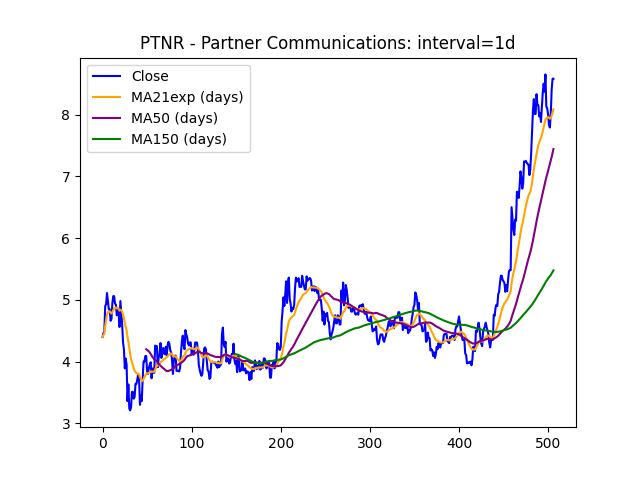 PTNR - Partner Communications: interval=1d
Close
MA21exp (days)
MA50 (days)
MA150 (days)
8
7
6
5
4
3
0 100 200 300 400 500